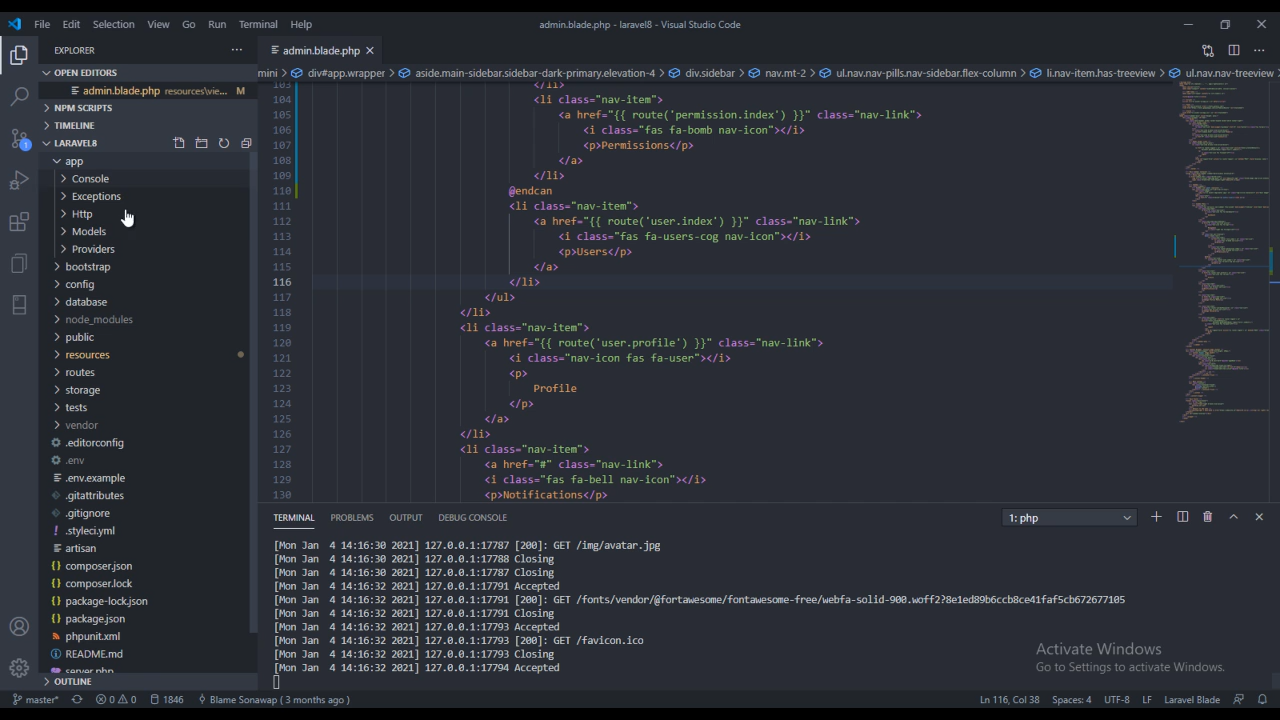 File Edit Selection View Go Run Terminal Help
admin.blade.php - laravel8 - Visual Studio Code
EXPLORER
OPEN EDITORS
admin.blade.php resources\vie... M
NPM SCRIPTS
TIMELINE
LARAVEL8
app
Console
Exceptions
Http
Models
Providers
bootstrap
config
database
node_modules
public
resources
routes
storage
tests
vendor
.editorconfig
.env
.env.example
.gitattributes
.gitignore
.styleci.yml
artisan
composer.json
composer.lock
package-lock.json
package.json
phpunit.xml
README.md
server.php
OUTLINE
1
admin.blade.php
mini > div#app.wrapper > aside.main-sidebar.sidebar-dark-primary.elevation-4 > div.sidebar > nav.mt-2 > ul.nav.nav-pills.nav-sidebar.flex-column > li.nav-item.has-treeview > ul.nav.nav-treeview >
103 </li>
104 <li class="nav-item">
105 <a href="{{ route('permission.index') }}" class="nav-link">
106 <i class="fas fa-bomb nav-icon"></i>
107 <p>Permissions</p>
108 </a>
109 </li>
110 @endcan
111 <li class="nav-item">
112 <a href="{{ route('user.index') }}" class="nav-link">
113 <i class="fas fa-users-cog nav-icon"></i>
114 <p>Users</p>
115 </a>
116 </li>
117 </ul>
118 </li>
119 <li class="nav-item">
120 <a href="{{ route('user.profile') }}" class="nav-link">
121 <i class="nav-icon fas fa-user"></i>
122 <p>
123 Profile
124 </p>
125 </a>
126 </li>
127 <li class="nav-item">
128 <a href="#" class="nav-link">
129 <i class="fas fa-bell nav-icon"></i>
130 <p>Notifications</p>
TERMINAL PROBLEMS OUTPUT DEBUG CONSOLE
1: php
[Mon Jan 4 14:16:30 2021] 127.0.0.1:17787 [200]: GET /img/avatar.jpg
[Mon Jan 4 14:16:30 2021] 127.0.0.1:17788 Closing
[Mon Jan 4 14:16:30 2021] 127.0.0.1:17787 Closing
[Mon Jan 4 14:16:32 2021] 127.0.0.1:17791 Accepted
[Mon Jan 4 14:16:32 2021] 127.0.0.1:17791 [200]: GET /fonts/vendor/@fortawesome/fontawesome-free/webfa-solid-900.woff2?8e1ed89b6ccb8ce41faf5cb672677105
[Mon Jan 4 14:16:32 2021] 127.0.0.1:17791 Closing
[Mon Jan 4 14:16:32 2021] 127.0.0.1:17793 Accepted
[Mon Jan 4 14:16:32 2021] 127.0.0.1:17793 [200]: GET /favicon.ico
[Mon Jan 4 14:16:32 2021] 127.0.0.1:17793 Closing
[Mon Jan 4 14:16:32 2021] 127.0.0.1:17794 Accepted
Activate Windows
Go to Settings to activate Windows.
master* 0 0 1846 Blame Sonawap ( 3 months ago ) Ln 116, Col 38 Spaces: 4 UTF-8 LF Laravel Blade